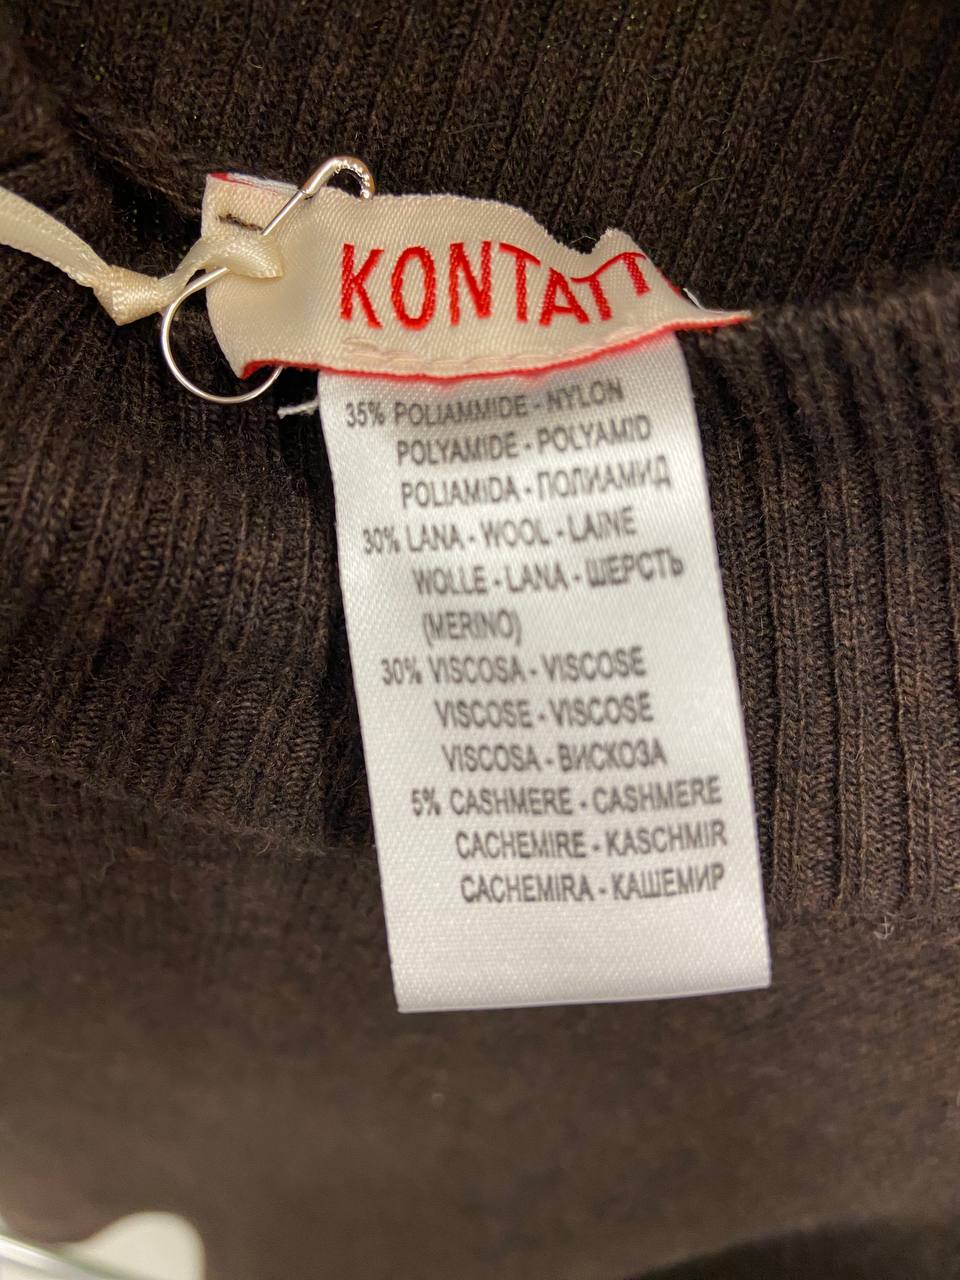 KONTATT
35% POLIAMMIDE - NYLON
POLYAMIDE - POLYAMID
POLIAMIDA - ПОЛИАМИД
30% LANA - WOOL - LAINE
WOLLE - LANA - ШЕРСТЬ
(MERINO)
30% VISCOSA - VISCOSE
VISCOSE - VISCOSE
VISCOSA - ВИСКОЗА
5% CASHMERE - CASHMERE
CACHEMIRE - KASCHMIR
CACHEMIRA - КАШЕМИР